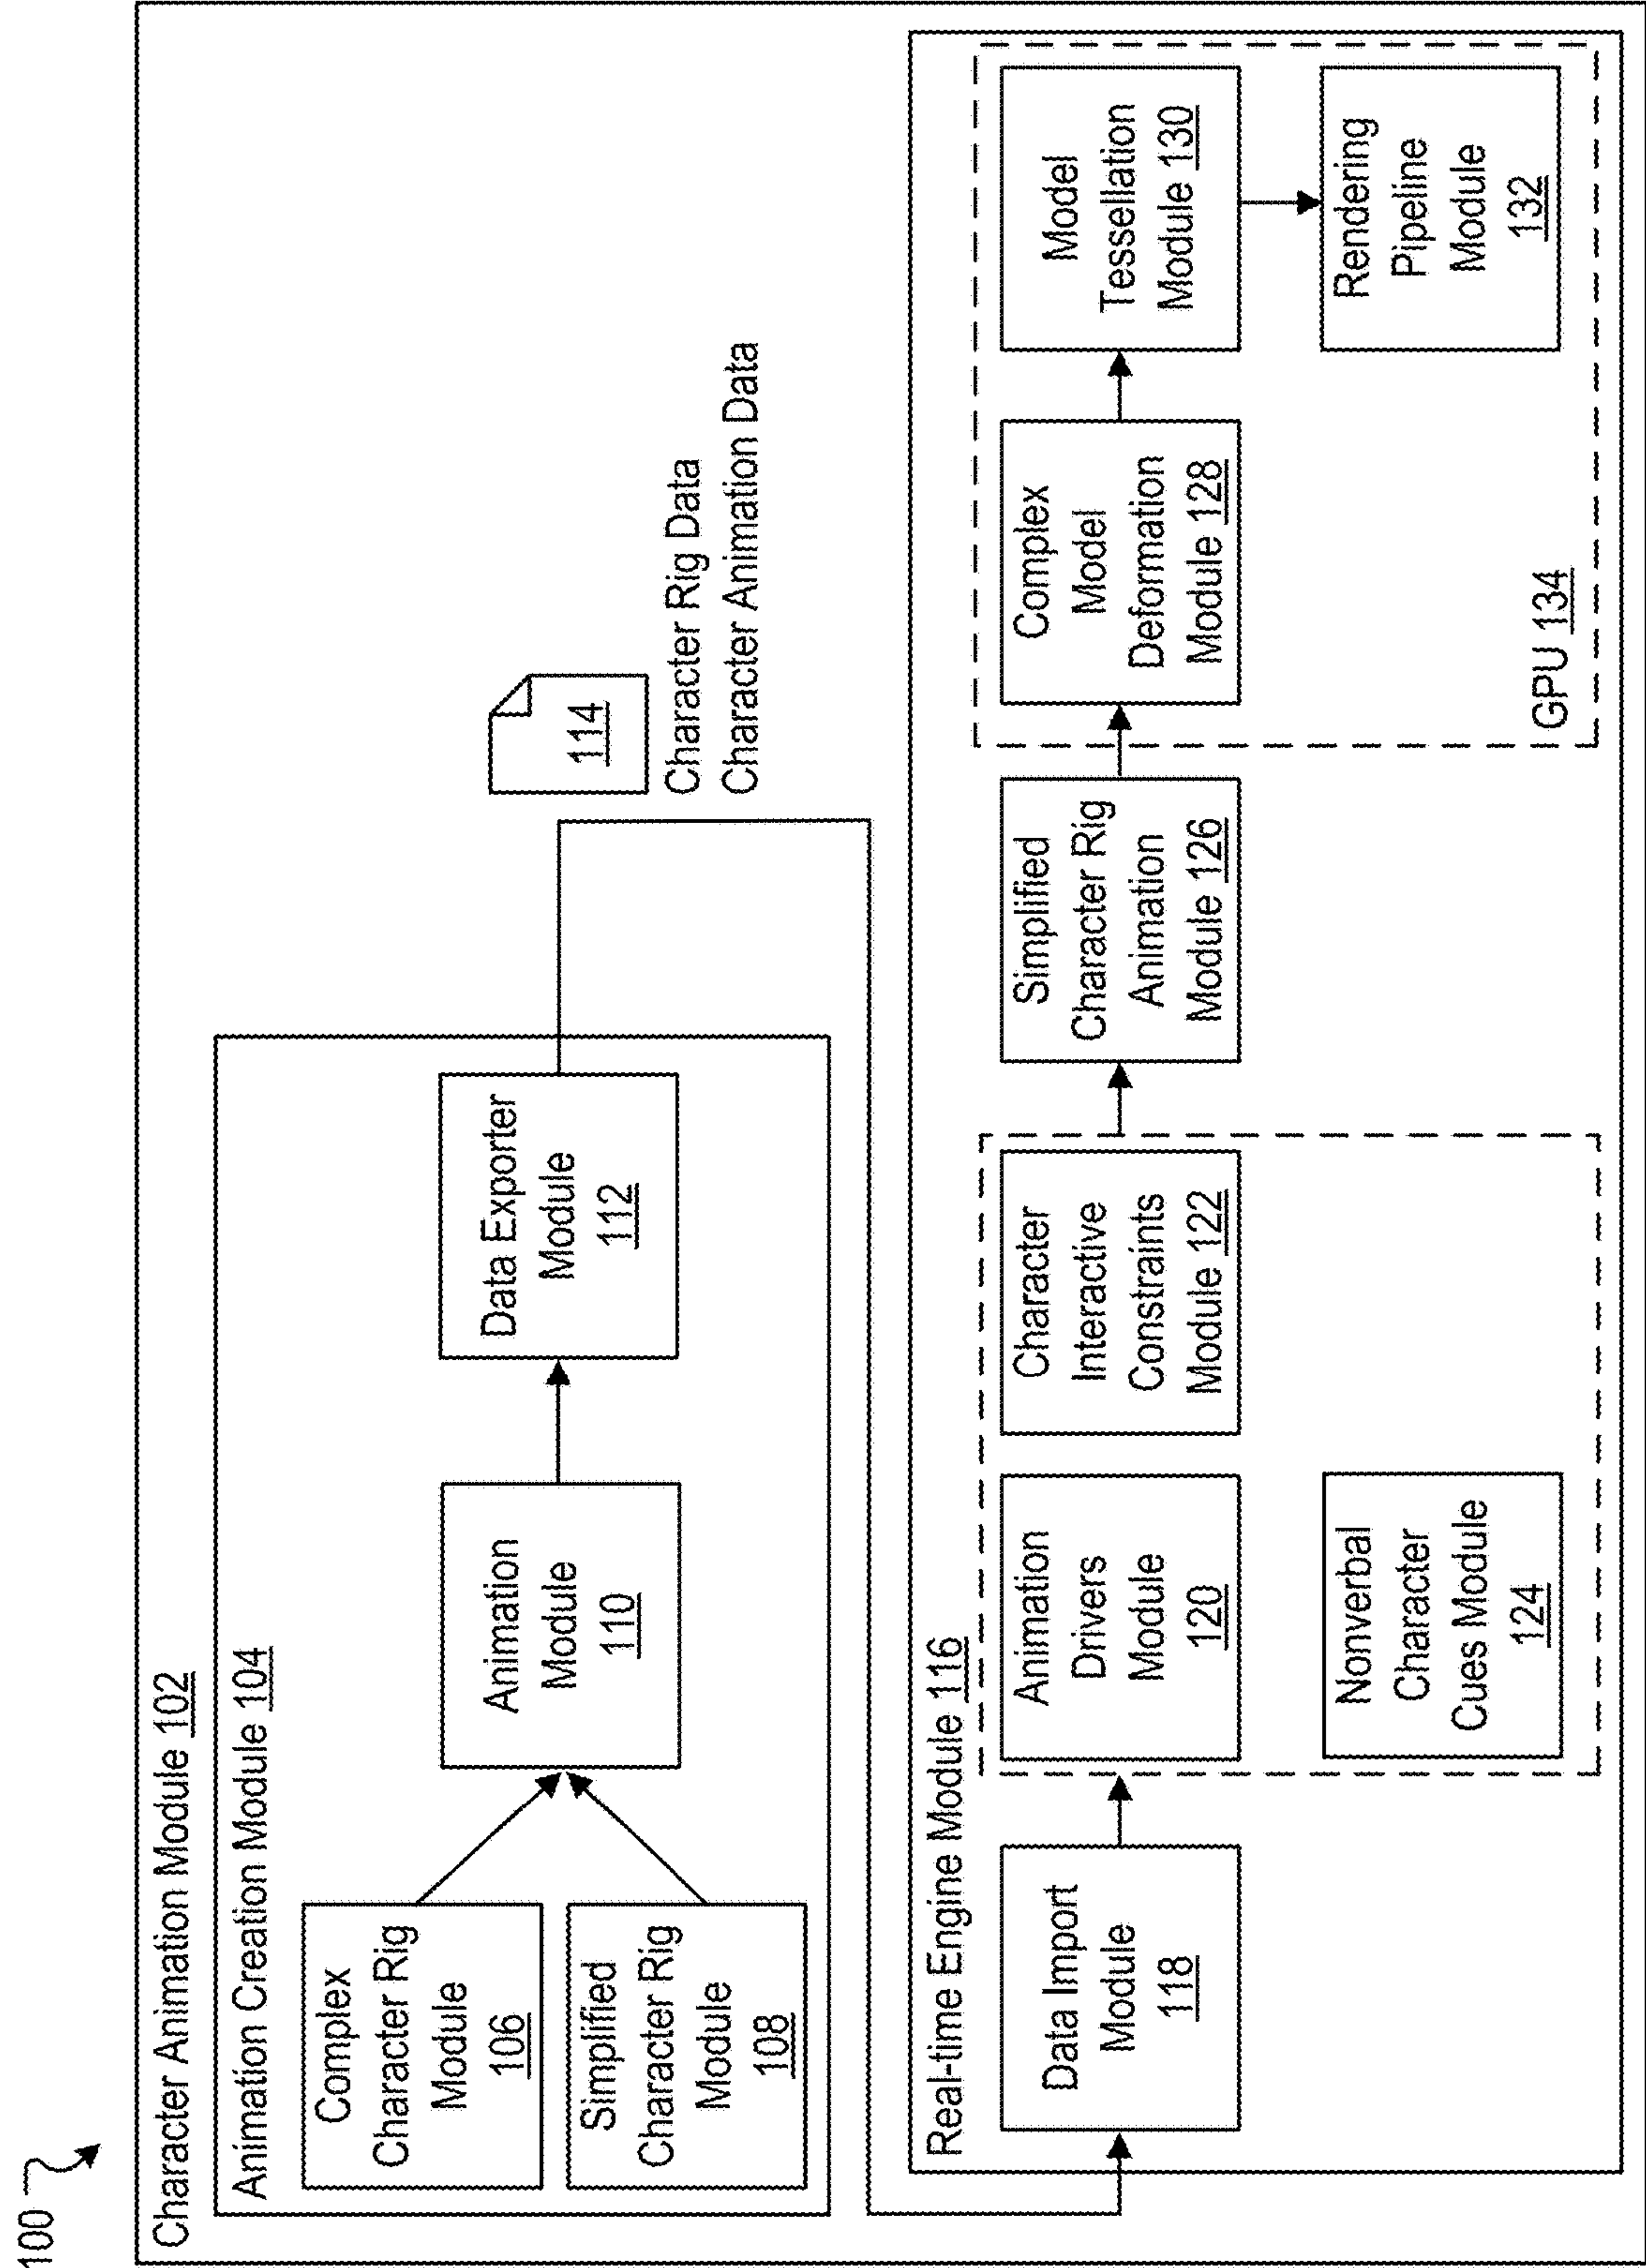 100
Character Animation Module 102
Animation Creation Module 104
Complex
Character Rig
Module
106
Simplified
Character Rig
Module
108
Animation
Module
110
Data Exporter
Module
112
114
Character Rig Data
Character Animation Data
Real-time Engine Module 116
Data Import
Module
118
Animation
Drivers
Module
120
Character
Interactive
Constraints
Module 122
Nonverbal
Character
Cues Module
124
Simplified
Character Rig
Animation
Module 126
Complex
Model
Deformation
Module 128
Model
Tessellation
Module 130
Rendering
Pipeline
Module
132
GPU 134